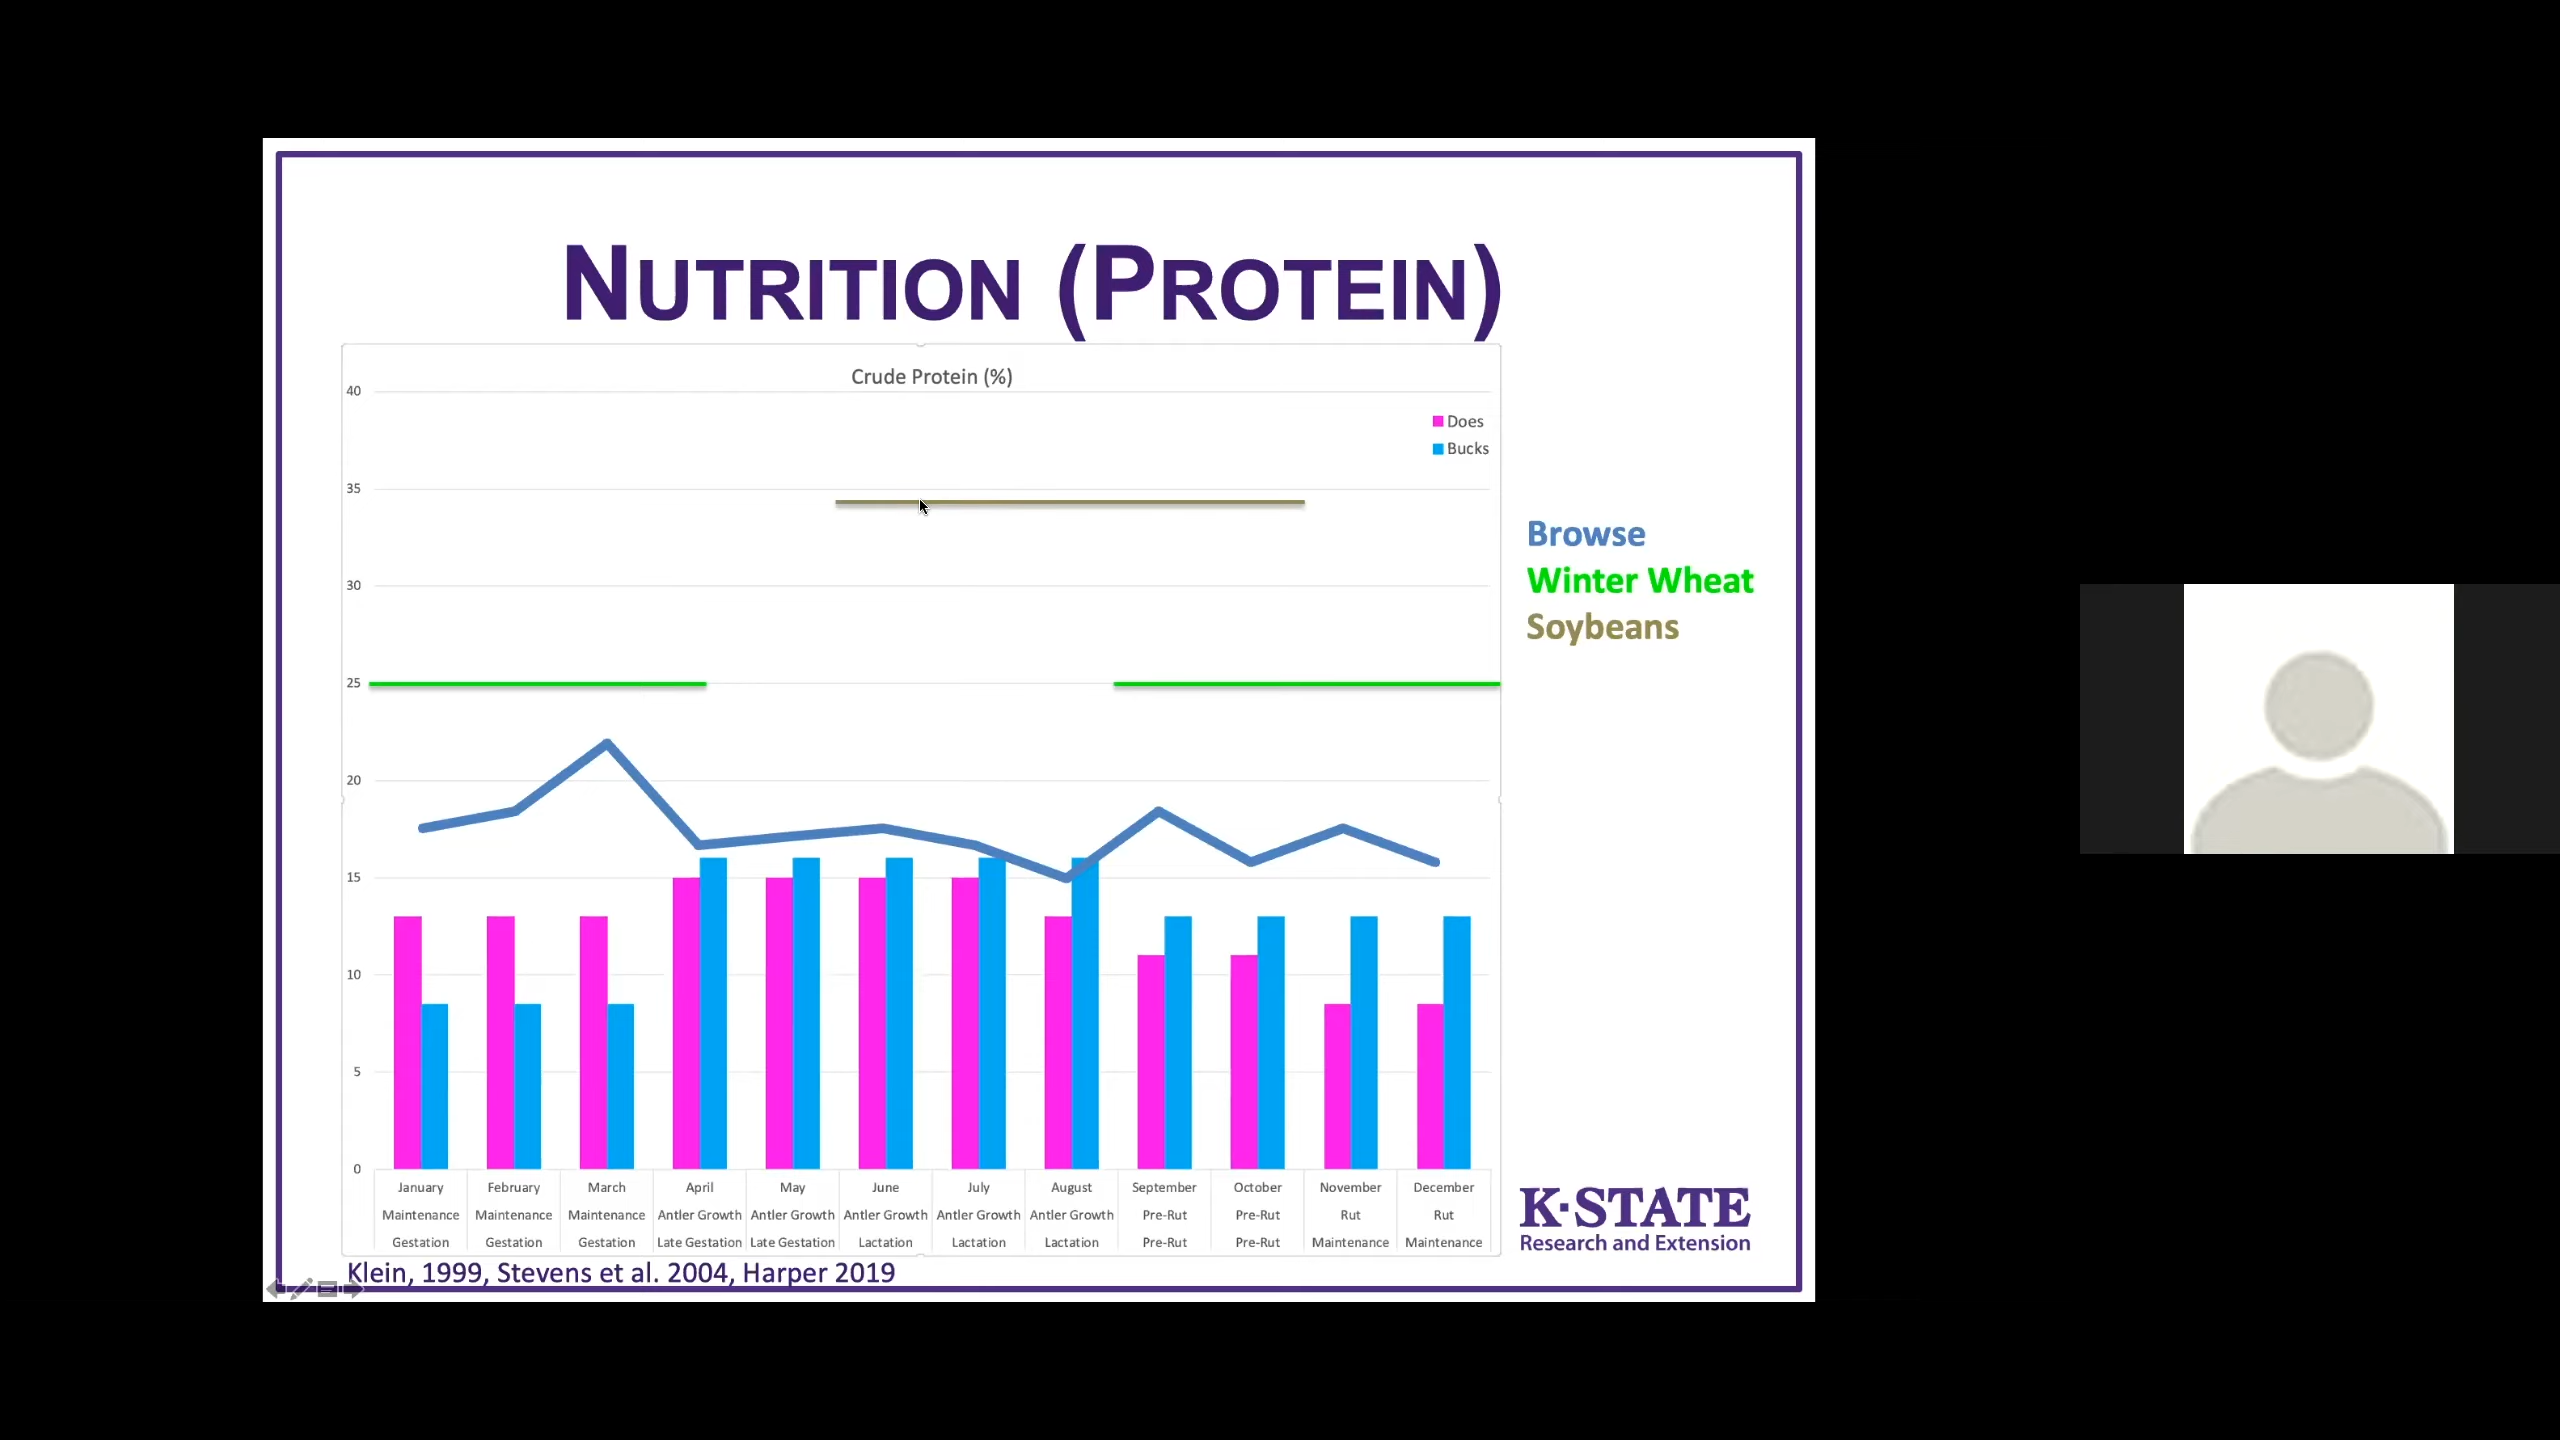 NUTRITION (PROTEIN)
Crude Protein (%)
40
35
30
25
20
15
10
5
0
Does
Bucks
Browse
Winter Wheat
Soybeans
January February March April May June July August September October November December
Maintenance Maintenance Maintenance Antler Growth Antler Growth Antler Growth Antler Growth Antler Growth Pre-Rut Pre-Rut Rut Rut
Gestation Gestation Gestation Late Gestation Late Gestation Lactation Lactation Lactation Pre-Rut Pre-Rut Maintenance Maintenance
K·STATE
Research and Extension
Klein, 1999, Stevens et al. 2004, Harper 2019